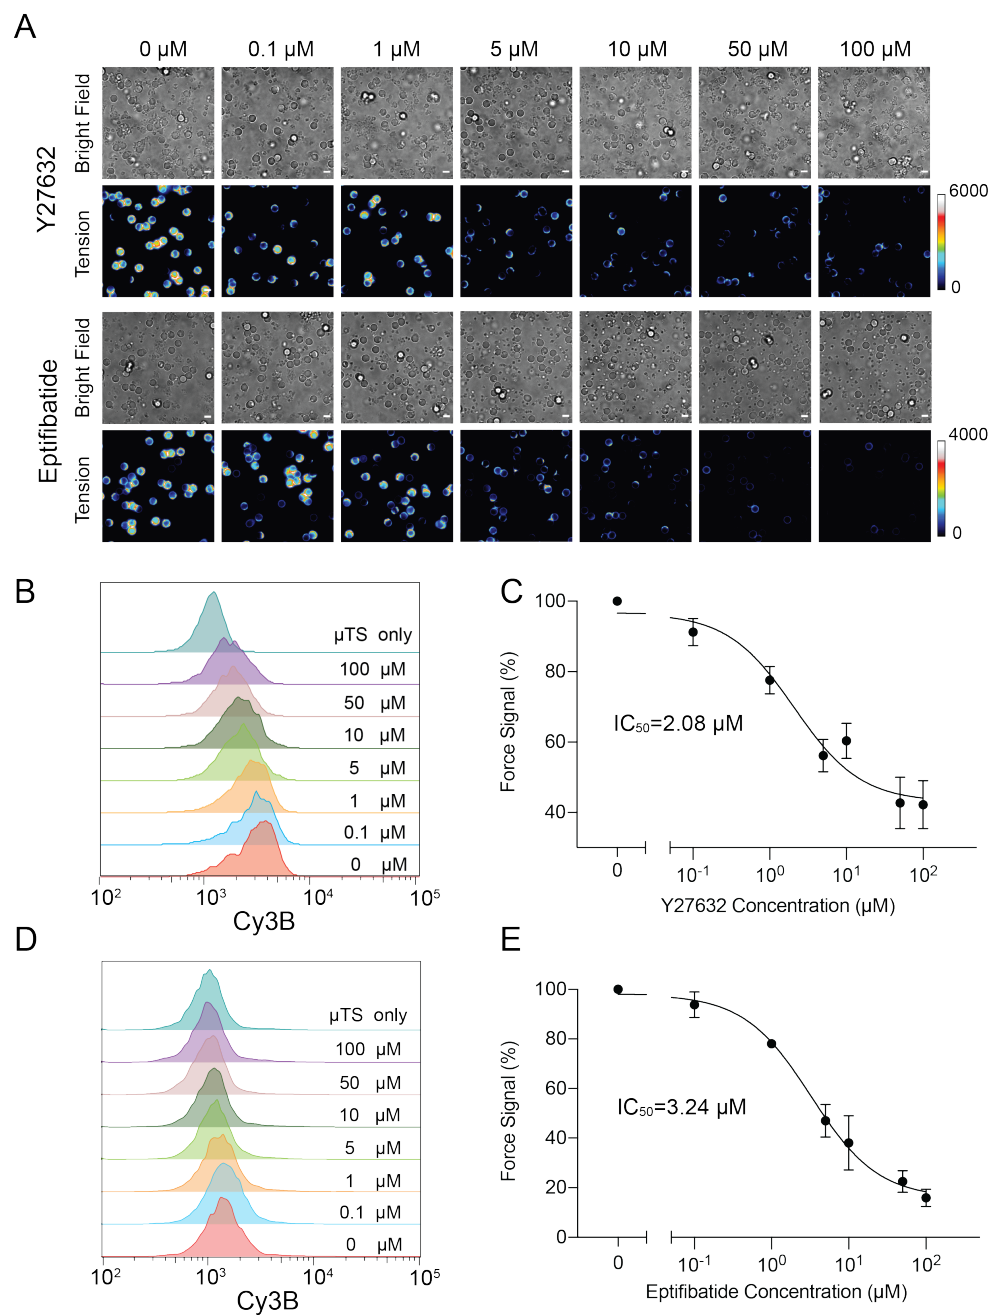 A
0 µM 0.1 µM 1 µM 5 µM 10 µM 50 µM 100 µM
Y27632
Bright Field
Tension
6000
0
Eptifibatide
Bright Field
Tension
4000
0
B
µTS only
100 µM
50 µM
10 µM
5 µM
1 µM
0.1 µM
0 µM
10² 10³ 10⁴ 10⁵
Cy3B
C
Force Signal (%)
100
80
60
40
IC₅₀=2.08 µM
0 10⁻¹ 10⁰ 10¹ 10²
Y27632 Concentration (µM)
D
µTS only
100 µM
50 µM
10 µM
5 µM
1 µM
0.1 µM
0 µM
10² 10³ 10⁴ 10⁵
Cy3B
E
Force Signal (%)
100
80
60
40
20
0
IC₅₀=3.24 µM
0 10⁻¹ 10⁰ 10¹ 10²
Eptifibatide Concentration (µM)